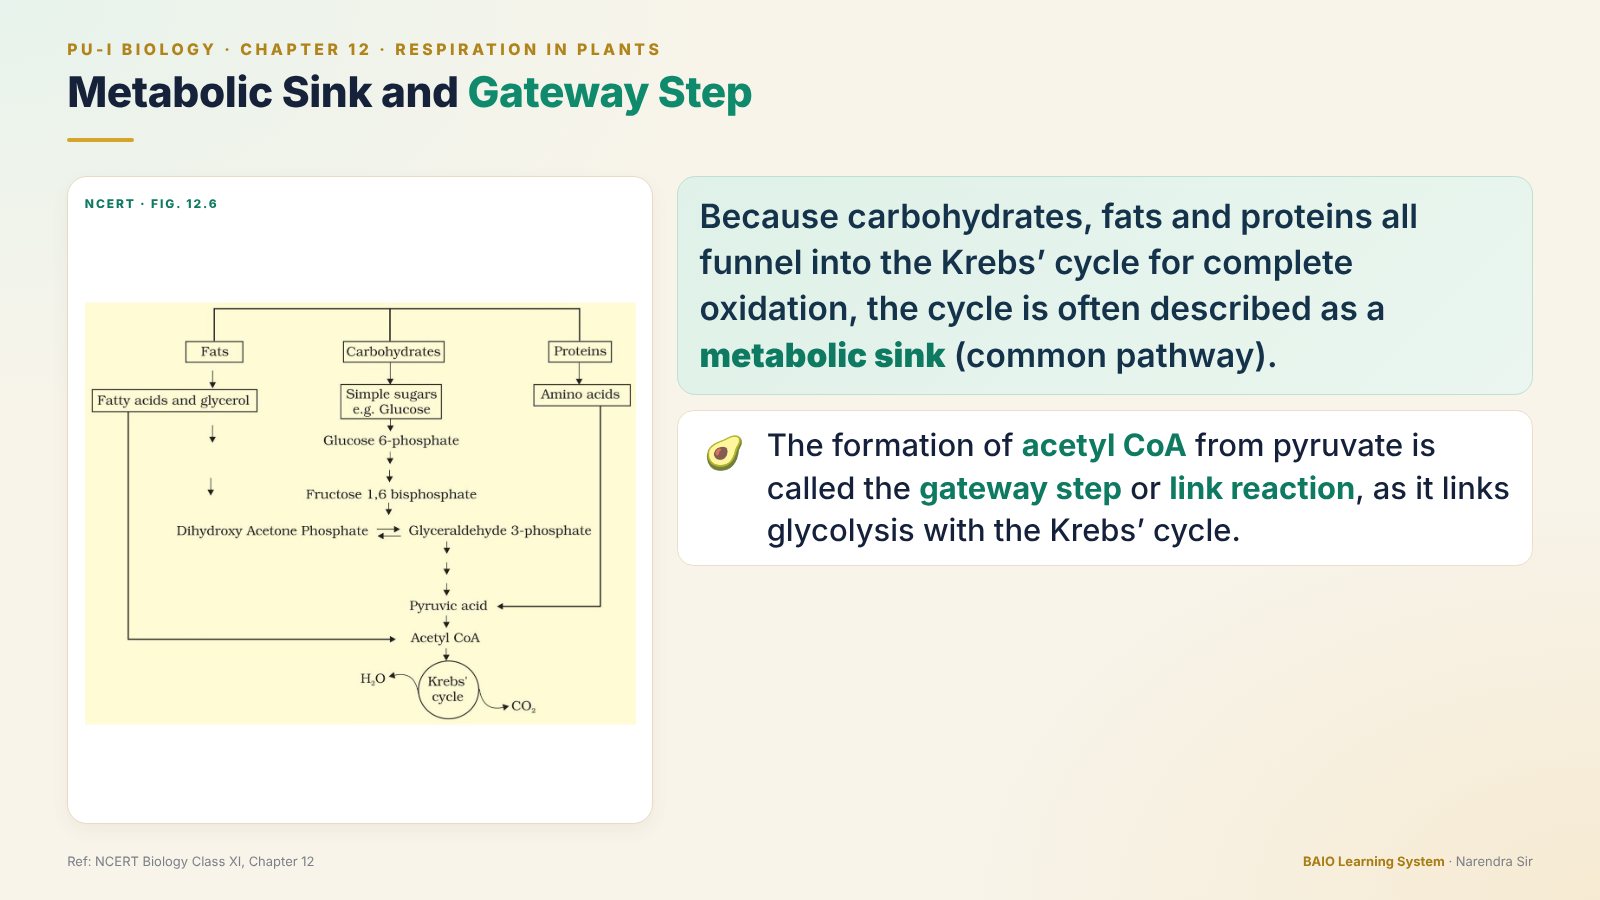 PU-I BIOLOGY · CHAPTER 12 · RESPIRATION IN PLANTS
Metabolic Sink and Gateway Step
NCERT · FIG. 12.6
Fats
Carbohydrates
Proteins
Fatty acids and glycerol
Simple sugars
e.g. Glucose
Amino acids
Glucose 6-phosphate
Fructose 1,6 bisphosphate
Dihydroxy Acetone Phosphate
Glyceraldehyde 3-phosphate
Pyruvic acid
Acetyl CoA
H₂O
Krebs'
cycle
CO₂
Because carbohydrates, fats and proteins all
funnel into the Krebs’ cycle for complete
oxidation, the cycle is often described as a
metabolic sink (common pathway).
The formation of acetyl CoA from pyruvate is
called the gateway step or link reaction, as it links
glycolysis with the Krebs’ cycle.
Ref: NCERT Biology Class XI, Chapter 12
BAIO Learning System · Narendra Sir